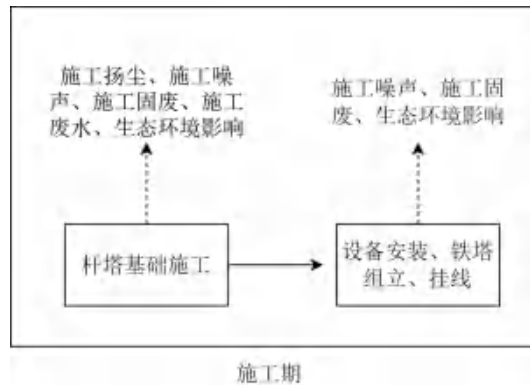 施工扬尘、施工噪
声、施工固废、施工
废水、生态环境影响
施工噪声、施工固
废、生态环境影响
杆塔基础施工
设备安装、铁塔
组立、挂线
施工期